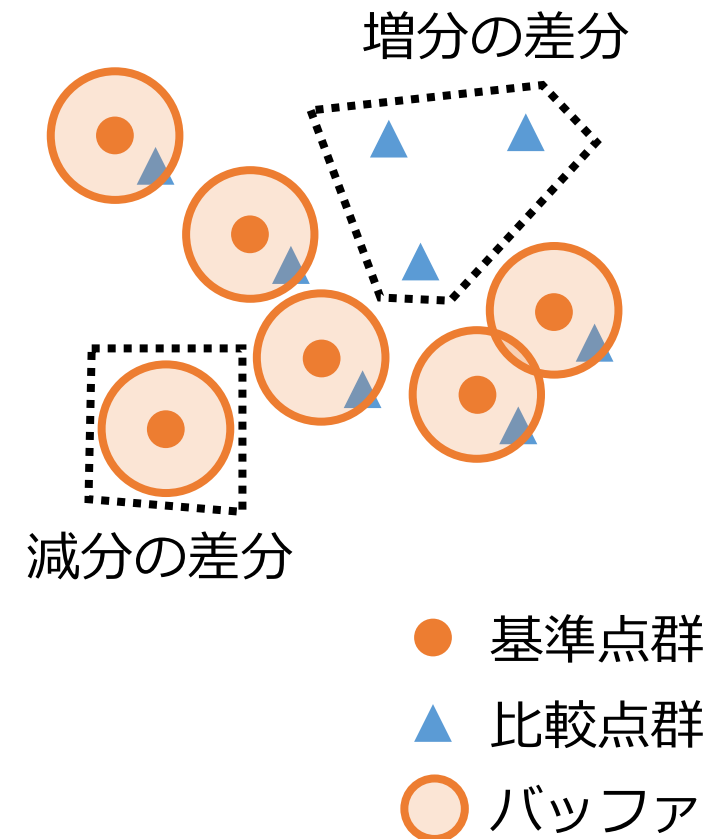 増分の差分
減分の差分
基準点群
比較点群
バッファ